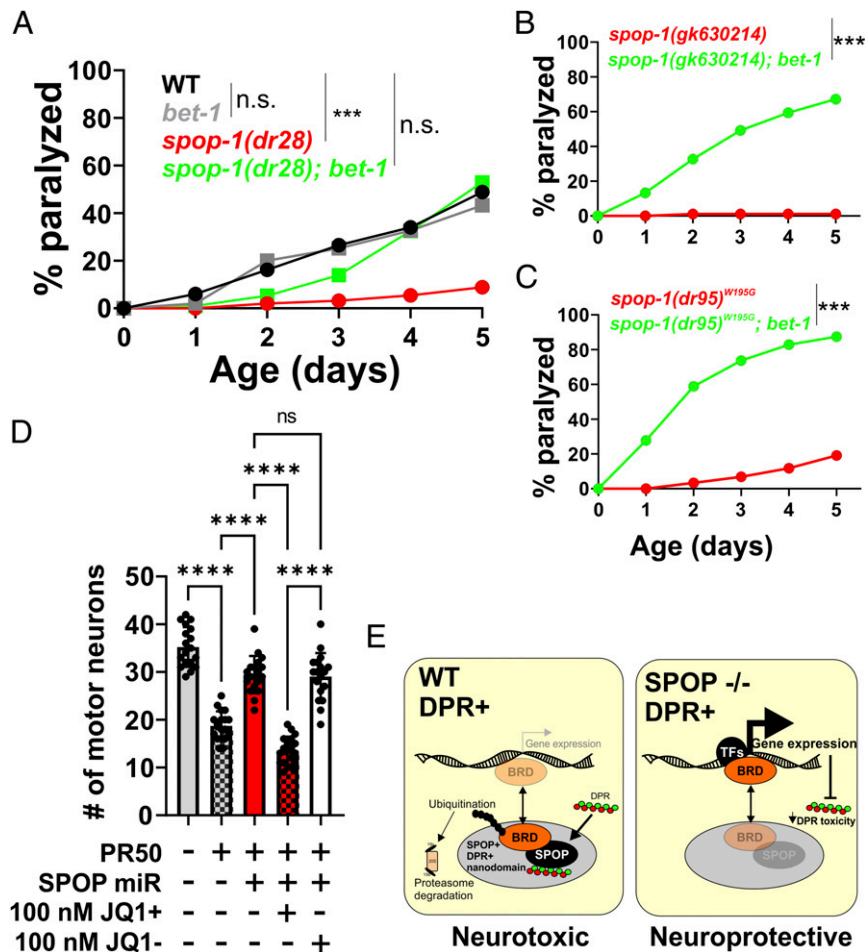 A
% paralyzed
100
80
60
40
20
0
WT
bet-1
spop-1(dr28)
spop-1(dr28); bet-1
n.s.
***
n.s.
0 1 2 3 4 5
Age (days)
B
% paralyzed
100
80
60
40
20
0
spop-1(gk630214)
spop-1(gk630214); bet-1
***
0 1 2 3 4 5
C
% paralyzed
100
80
60
40
20
0
spop-1(dr95)W195G
spop-1(dr95)W195G; bet-1
***
0 1 2 3 4 5
Age (days)
D
# of motor neurons
50
40
30
20
10
0
ns
****
****
**** ****
- + + + + PR50
- - + + + SPOP miR
- - - + - 100 nM JQ1+
- - - - + 100 nM JQ1-
E
WT
DPR+
Gene expression
BRD
Ubiquitination
DPR
BRD
SPOP+
DPR+
nanodomain
SPOP
Proteasome
degradation
Neurotoxic
SPOP -/-
DPR+
TFs
Gene expression
BRD
DPR toxicity
BRD
SPOP
Neuroprotective